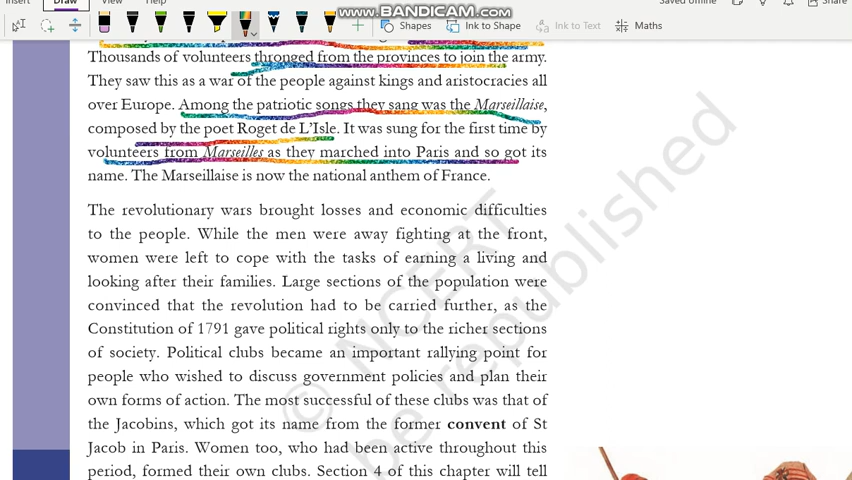 Insert
Draw
Saved offline
Share
WWW.BANDICAM.COM
Shapes
Ink to Shape
Ink to Text
Maths
Thousands of volunteers thronged from the provinces to join the army.
They saw this as a war of the people against kings and aristocracies all
over Europe. Among the patriotic songs they sang was the Marseillaise,
composed by the poet Roget de L'Isle. It was sung for the first time by
volunteers from Marseilles as they marched into Paris and so got its
name. The Marseillaise is now the national anthem of France.
The revolutionary wars brought losses and economic difficulties
to the people. While the men were away fighting at the front,
women were left to cope with the tasks of earning a living and
looking after their families. Large sections of the population were
convinced that the revolution had to be carried further, as the
Constitution of 1791 gave political rights only to the richer sections
of society. Political clubs became an important rallying point for
people who wished to discuss government policies and plan their
own forms of action. The most successful of these clubs was that of
the Jacobins, which got its name from the former convent of St
Jacob in Paris. Women too, who had been active throughout this
period, formed their own clubs. Section 4 of this chapter will tell
© NCERT
be republished